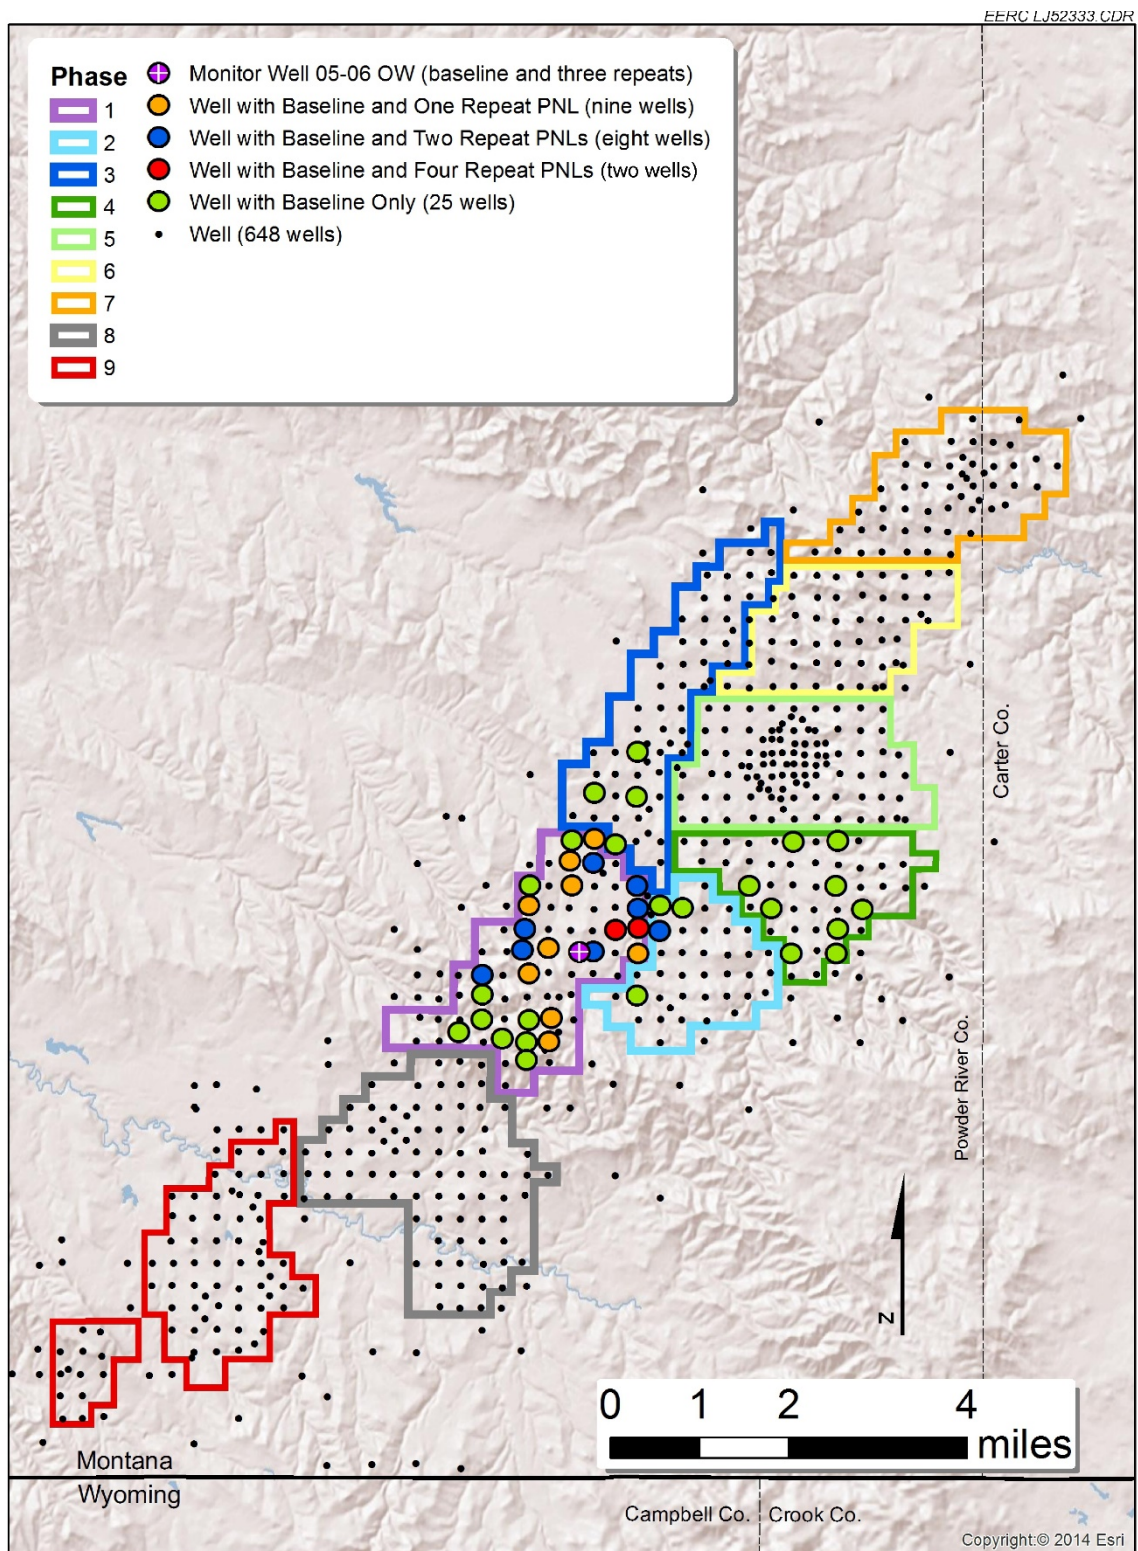 EERC LJ52333.CDR
Phase
1
2
3
4
5
6
7
8
9
Monitor Well 05-06 OW (baseline and three repeats)
Well with Baseline and One Repeat PNL (nine wells)
Well with Baseline and Two Repeat PNLs (eight wells)
Well with Baseline and Four Repeat PNLs (two wells)
Well with Baseline Only (25 wells)
Well (648 wells)
Carter Co.
Powder River Co.
N
0 1 2 4
miles
Montana
Wyoming
Campbell Co. Crook Co.
Copyright:© 2014 Esri